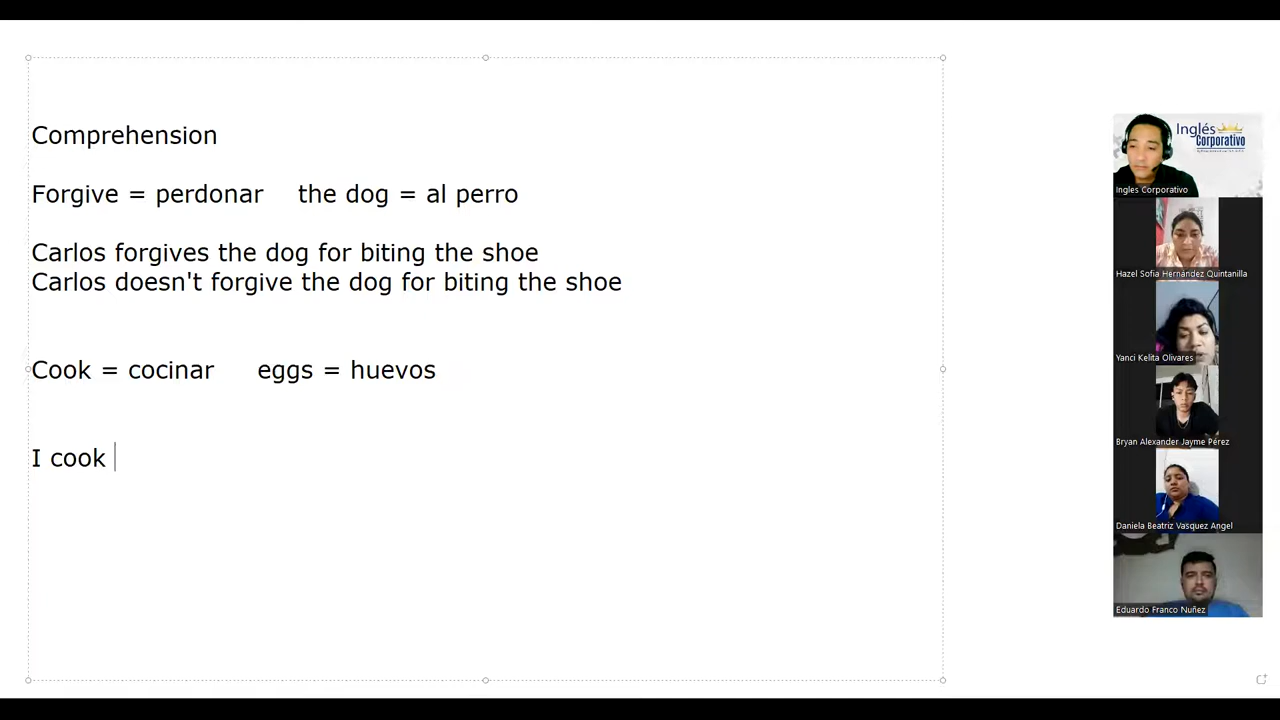 Comprehension
Forgive = perdonar the dog = al perro
Carlos forgives the dog for biting the shoe
Carlos doesn't forgive the dog for biting the shoe
Cook = cocinar eggs = huevos
I cook
Inglés
Corporativo
Ingles Corporativo
Hazel Sofia Hernández Quintanilla
Yanci Kelita Olivares
Bryan Alexander Jayme Pérez
Daniela Beatriz Vasquez Angel
Eduardo Franco Nuñez